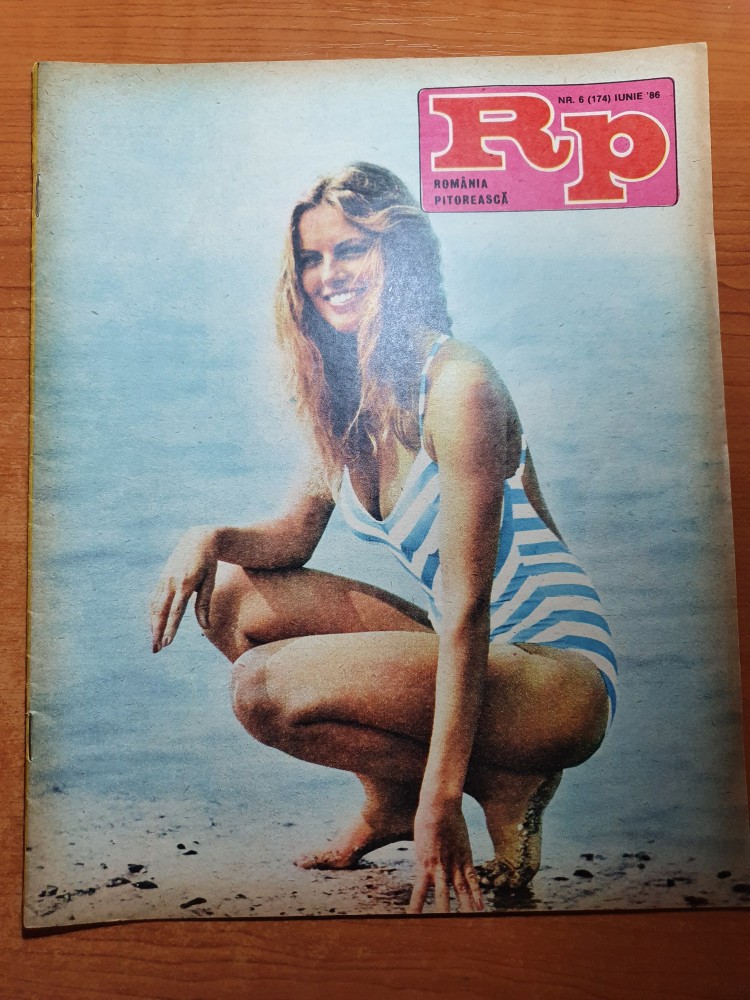 NR. 6 (174) IUNIE '86
Rp
ROMÂNIA
PITOREASCĂ